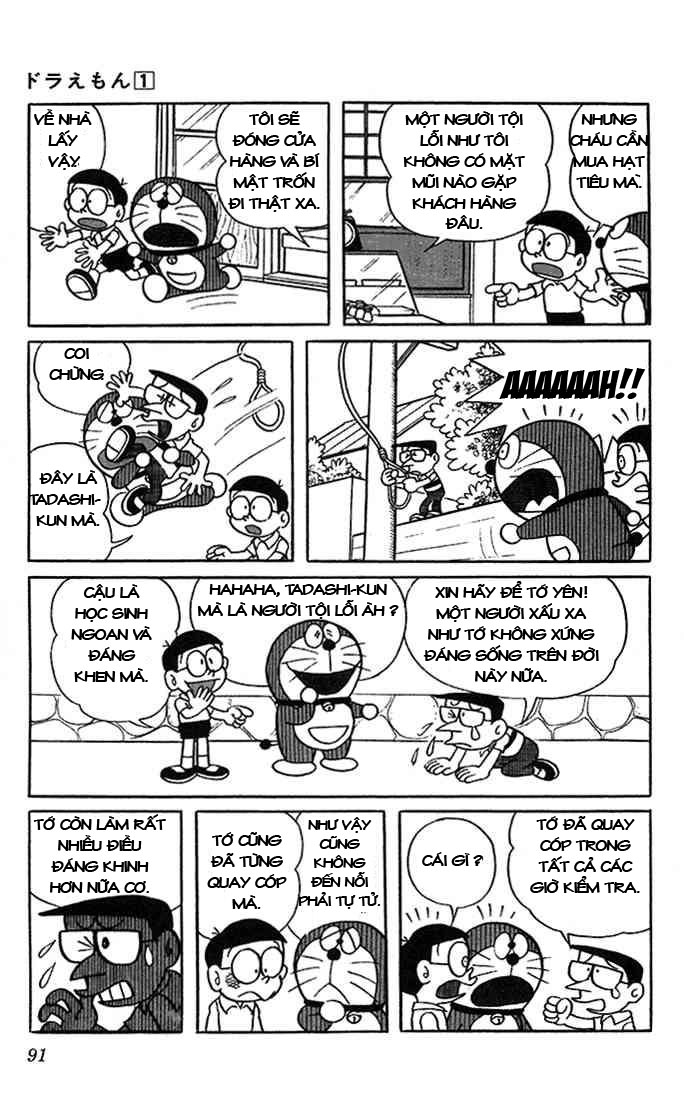 ドラえもん1
NHƯNG
CHÁU CẦN
MUA HẠT
TIÊU MÀ.
MỘT NGƯỜI TỘI
LỖI NHƯ TÔI
KHÔNG CÓ MẶT
MŨI NÀO GẶP
KHÁCH HÀNG
ĐÂU.
TÔI SẼ
ĐÓNG CỬA
HÀNG VÀ BÍ
MẬT TRỐN
ĐI THẬT XA.
VỀ NHÀ
LẤY
VẬY.
AAAAAAH!!
COI
CHỪNG.
ĐÂY LÀ
TADASHI-
KUN MÀ.
XIN HÃY ĐỂ TỚ YÊN!
MỘT NGƯỜI XẤU XA
NHƯ TỚ KHÔNG XỨNG
ĐÁNG SỐNG TRÊN ĐỜI
NÀY NỮA.
HAHAHA, TADASHI-KUN
MÀ LÀ NGƯỜI TỘI LỖI ÀH ?
CẬU LÀ
HỌC SINH
NGOAN VÀ
ĐÁNG
KHEN MÀ.
TỚ ĐÃ QUAY
CÓP TRONG
TẤT CẢ CÁC
GIỜ KIỂM TRA.
CÁI GÌ ?
NHƯ VẬY
CŨNG
KHÔNG
ĐẾN NỖI
PHẢI TỰ TỬ.
TỚ CŨNG
ĐÃ TỪNG
QUAY CÓP
MÀ.
TỚ CÒN LÀM RẤT
NHIỀU ĐIỀU
ĐÁNG KHINH
HƠN NỮA CƠ.
91